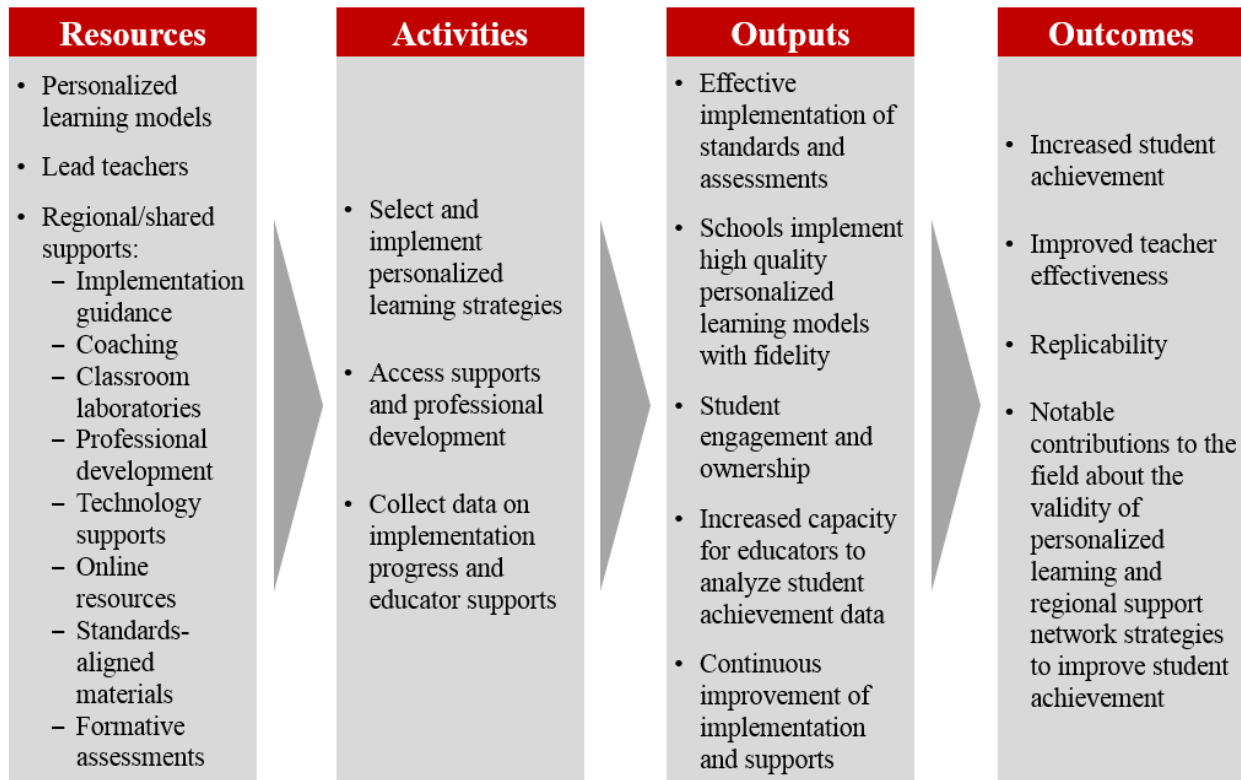 Resources
• Personalized
learning models
• Lead teachers
• Regional/shared
supports:
– Implementation
guidance
– Coaching
– Classroom
laboratories
– Professional
development
– Technology
supports
– Online
resources
– Standards-
aligned
materials
– Formative
assessments
Activities
• Select and
implement
personalized
learning strategies
• Access supports
and professional
development
• Collect data on
implementation
progress and
educator supports
Outputs
• Effective
implementation of
standards and
assessments
• Schools implement
high quality
personalized
learning models
with fidelity
• Student
engagement and
ownership
• Increased capacity
for educators to
analyze student
achievement data
• Continuous
improvement of
implementation
and supports
Outcomes
• Increased student
achievement
• Improved teacher
effectiveness
• Replicability
• Notable
contributions to the
field about the
validity of
personalized
learning and
regional support
network strategies
to improve student
achievement